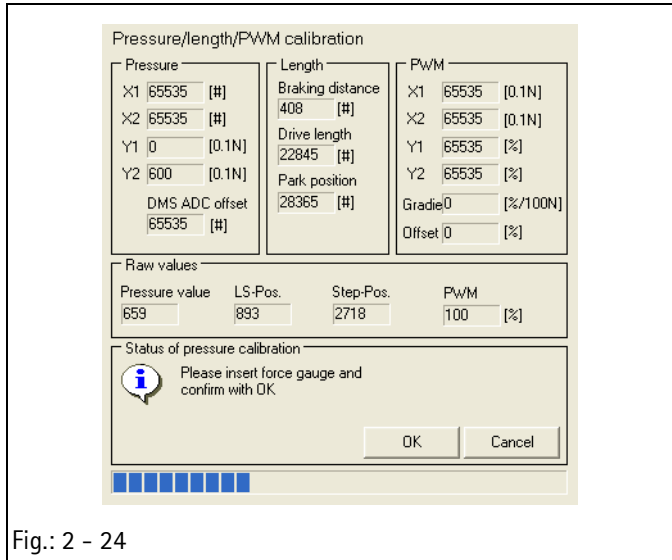 Pressure/length/PWM calibration
Pressure
X1 65535 [#]
X2 65535 [#]
Y1 0 [0.1N]
Y2 600 [0.1N]
DMS ADC offset
65535 [#]
Length
Braking distance
408 [#]
Drive length
22845 [#]
Park position
28365 [#]
PWM
X1 65535 [0.1N]
X2 65535 [0.1N]
Y1 65535 [%]
Y2 65535 [%]
Gradie 0 [%/100N]
Offset 0 [%]
Raw values
Pressure value LS-Pos. Step-Pos. PWM
659 893 2718 100 [%]
Status of pressure calibration
Please insert force gauge and
confirm with OK
OK Cancel
Fig.: 2 - 24